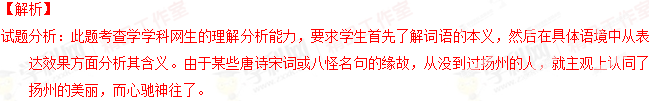 【解析】
试题分析：此题考查学学科网生的理解分析能力，要求学生首先了解词语的本义，然后在具体语境中从表
达效果方面分析其含义。由于某些唐诗宋词或八怪名句的缘故，从没到过扬州的人，就主观上认同了
扬州的美丽，而心驰神往了。